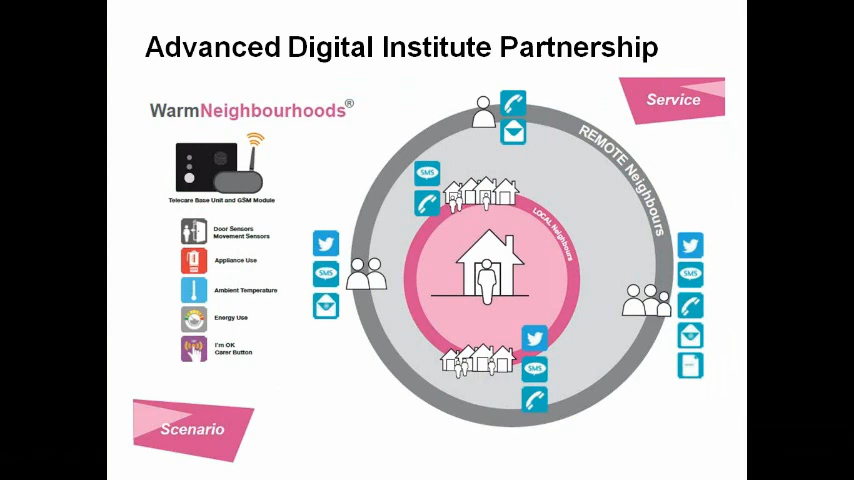 Advanced Digital Institute Partnership
WarmNeighbourhoods®
Service
Telecare Base Unit and GSM Module
Door Sensors
Movement Sensors
Appliance Use
Ambient Temperature
Energy Use
I'm OK
Carer Button
Scenario
REMOTE Neighbours
LOCAL Neighbours
SMS
SMS
SMS
SMS